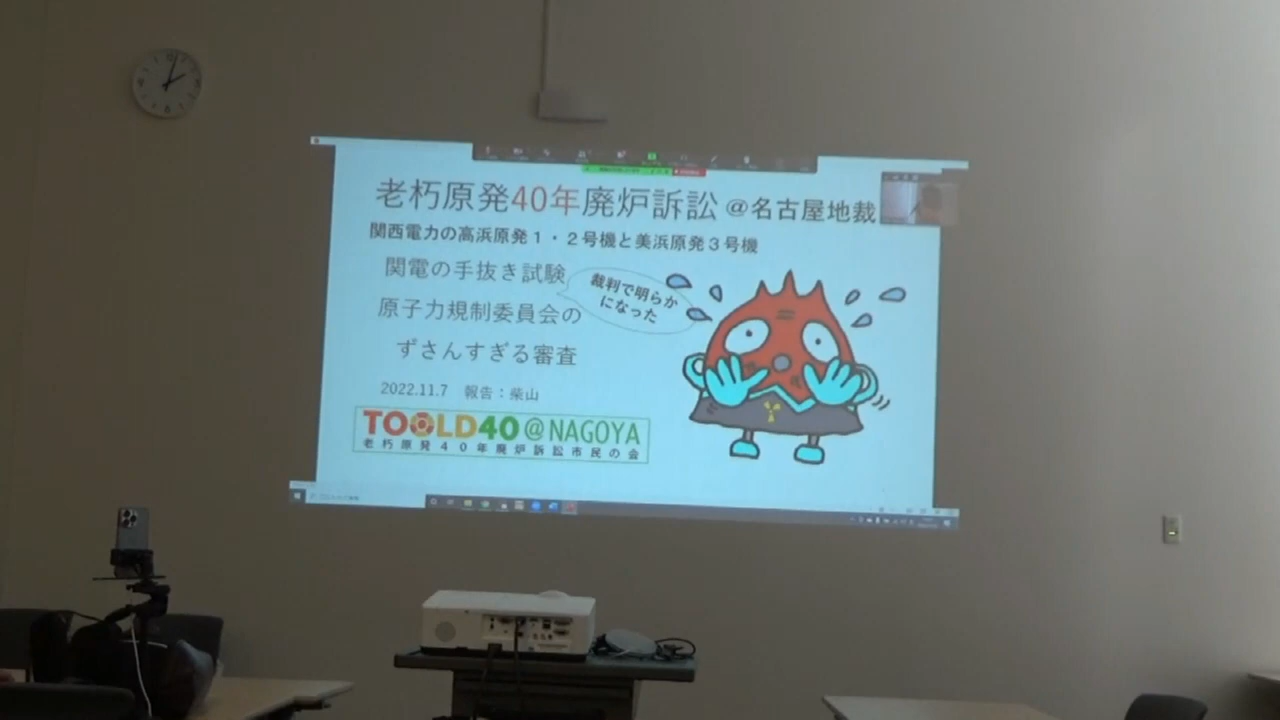 老朽原発40年廃炉訴訟@名古屋地裁
関西電力の高浜原発1・2号機と美浜原発3号機
関電の手抜き試験
裁判で明らか
になった
原子力規制委員会の
ずさんすぎる審査
2022.11.7 報告：柴山
TOOLD40@NAGOYA
老朽原発40年廃炉訴訟市民の会